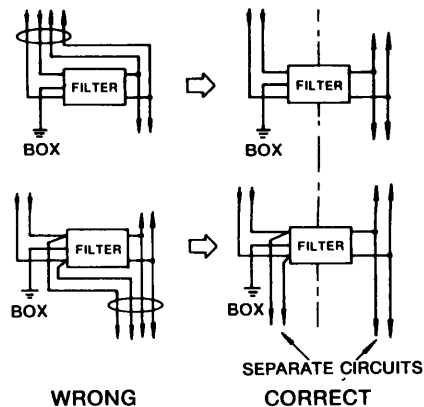 FILTER
FILTER
BOX
BOX
FILTER
FILTER
BOX
BOX
SEPARATE CIRCUITS
WRONG
CORRECT